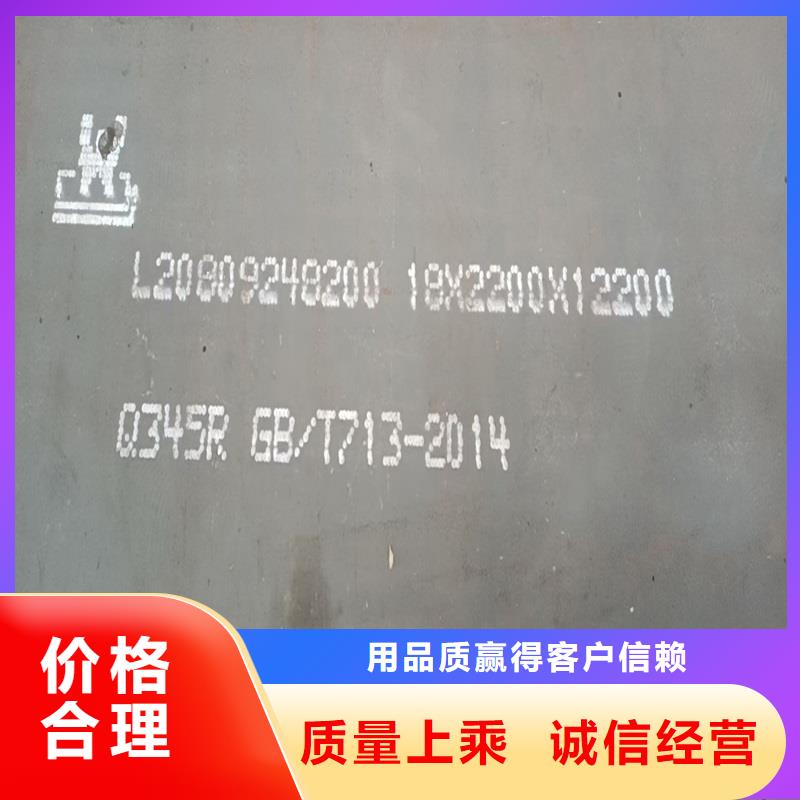 L20809248200 18X2200X12200
Q345R GB/T713-2014
价格
合理
用品质赢得客户信赖
质量上乘 诚信经营